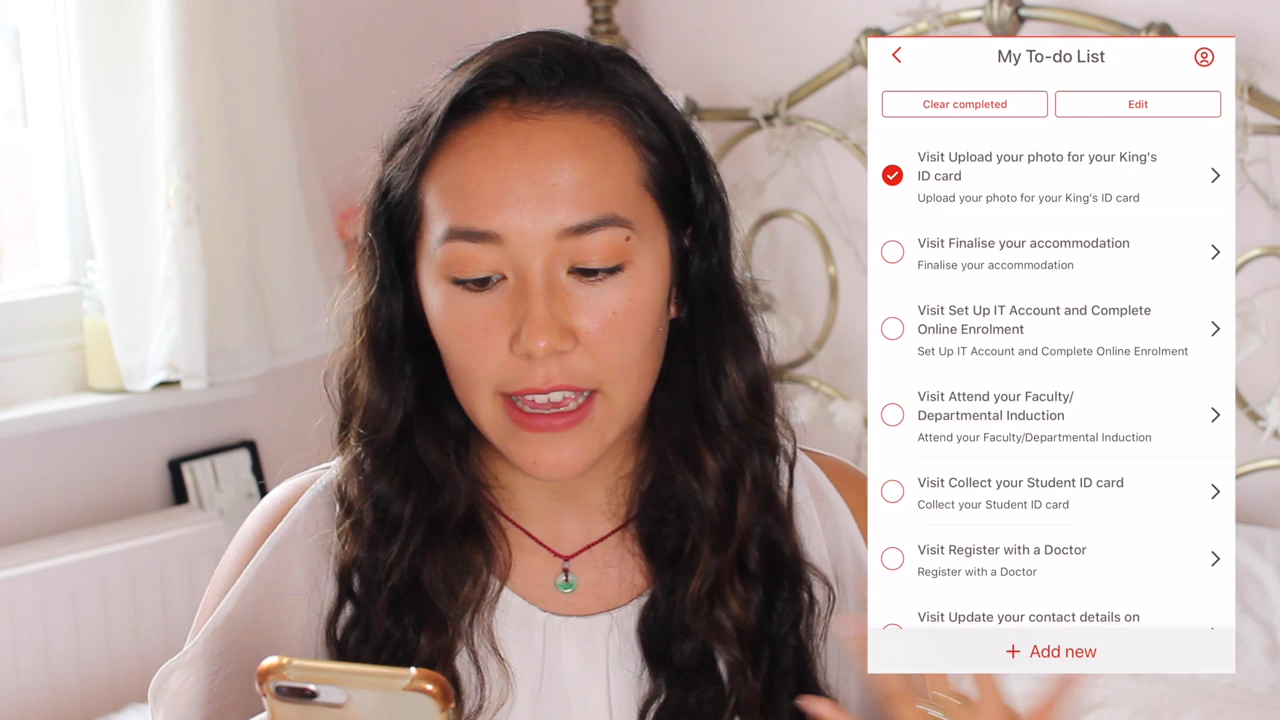 My To-do List
Clear completed
Edit
Visit Upload your photo for your King's
ID card
Upload your photo for your King's ID card
Visit Finalise your accommodation
Finalise your accommodation
Visit Set Up IT Account and Complete
Online Enrolment
Set Up IT Account and Complete Online Enrolment
Visit Attend your Faculty/
Departmental Induction
Attend your Faculty/Departmental Induction
Visit Collect your Student ID card
Collect your Student ID card
Visit Register with a Doctor
Register with a Doctor
Visit Update your contact details on
+ Add new